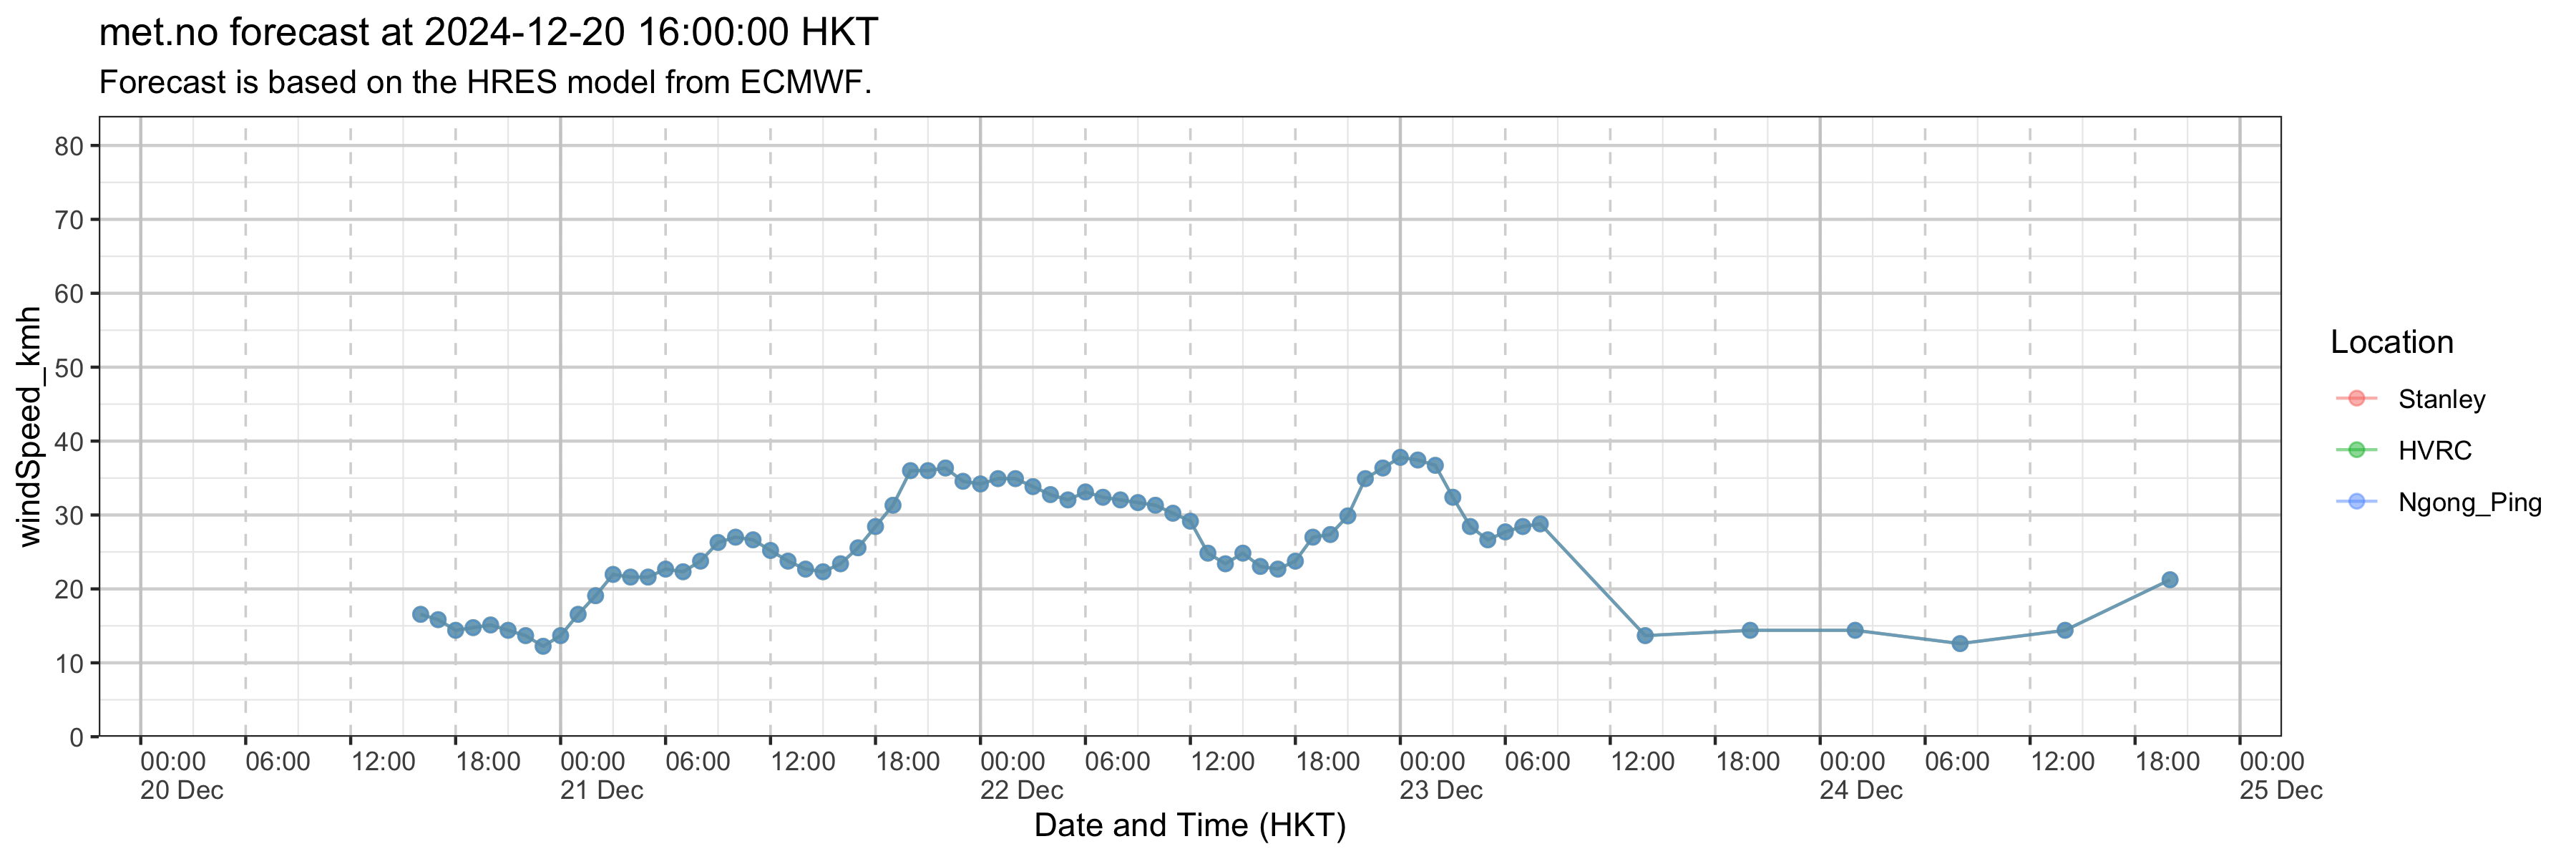 met.no forecast at 2024-12-20 16:00:00 HKT
Forecast is based on the HRES model from ECMWF.
windSpeed_kmh
80
70
60
50
40
30
20
10
0
00:00 06:00 12:00 18:00 00:00 06:00 12:00 18:00 00:00 06:00 12:00 18:00 00:00 06:00 12:00 18:00 00:00 06:00 12:00 18:00 00:00
20 Dec 21 Dec 22 Dec 23 Dec 24 Dec 25 Dec
Date and Time (HKT)
Location
Stanley
HVRC
Ngong_Ping